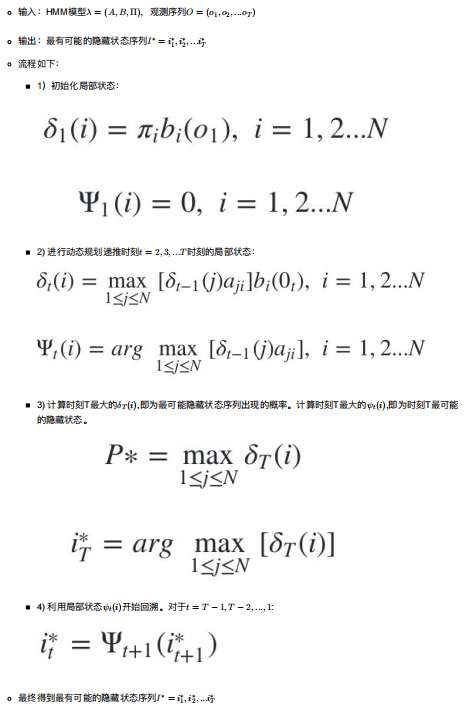 输入：HMM模型λ = (A, B, Π)，观测序列O = (o₁, o₂, ...o_T)
输出：最有可能的隐藏状态序列I* = i₁*, i₂*, ...i_T*
流程如下：
1) 初始化局部状态：
δ₁(i) = π_i b_i(o₁), i = 1, 2...N
Ψ₁(i) = 0, i = 1, 2...N
2) 进行动态规划递推时刻t = 2, 3, ...T时刻的局部状态：
δ_t(i) = max_{1≤j≤N} [δ_{t−1}(j)a_{ji}]b_i(0_t), i = 1, 2...N
Ψ_t(i) = arg max_{1≤j≤N} [δ_{t−1}(j)a_{ji}], i = 1, 2...N
3) 计算时刻T最大的δ_T(i),即为最可能隐藏状态序列出现的概率。计算时刻T最大的ψ_t(i),即为时刻T最可能
的隐藏状态。
P* = max_{1≤j≤N} δ_T(i)
i_T* = arg max_{1≤j≤N} [δ_T(i)]
4) 利用局部状态ψ_t(i)开始回溯。对于t = T − 1, T − 2, ..., 1:
i_t* = Ψ_{t+1}(i_{t+1}*)
最终得到最有可能的隐藏状态序列I* = i₁*, i₂*, ...i_T*